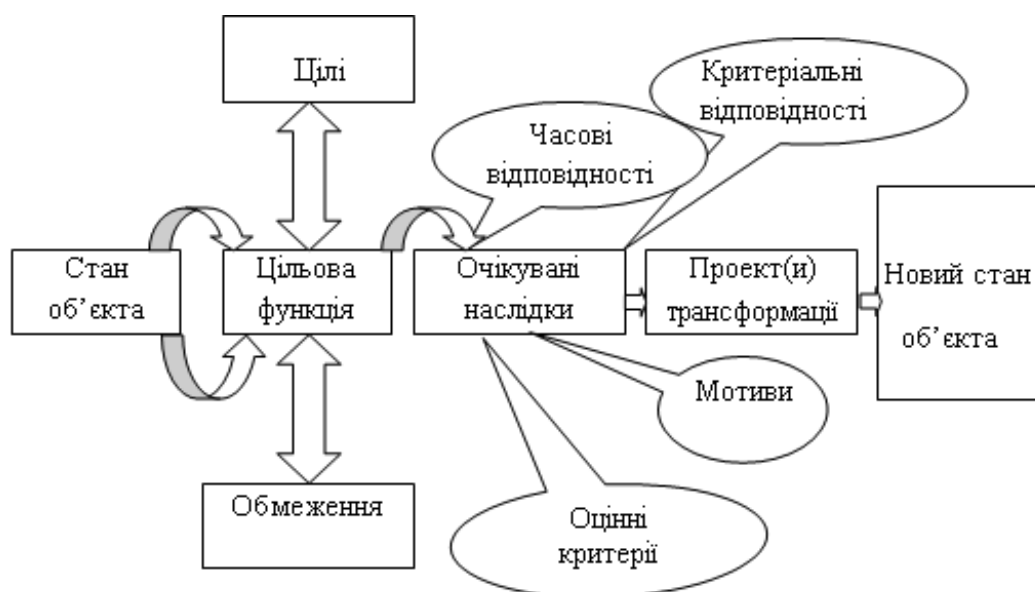 Цілі
Критеріальні
відповідності
Часові
відповідності
Стан
об’єкта
Цільова
функція
Очікувані
наслідки
Проект(и)
трансформації
Новий стан
об’єкта
Мотиви
Обмеження
Оцінні
критерії